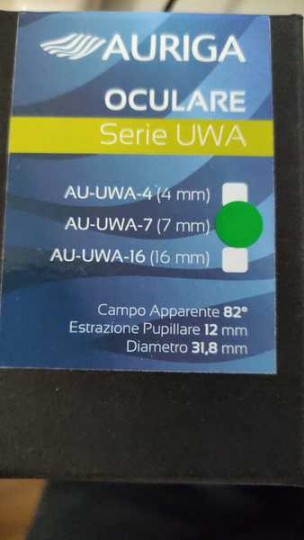 AURIGA
OCULARE
Serie UWA
AU-UWA-4 (4 mm)
AU-UWA-7 (7 mm)
AU-UWA-16 (16 mm)
Campo Apparente 82°
Estrazione Pupillare 12 mm
Diametro 31,8 mm